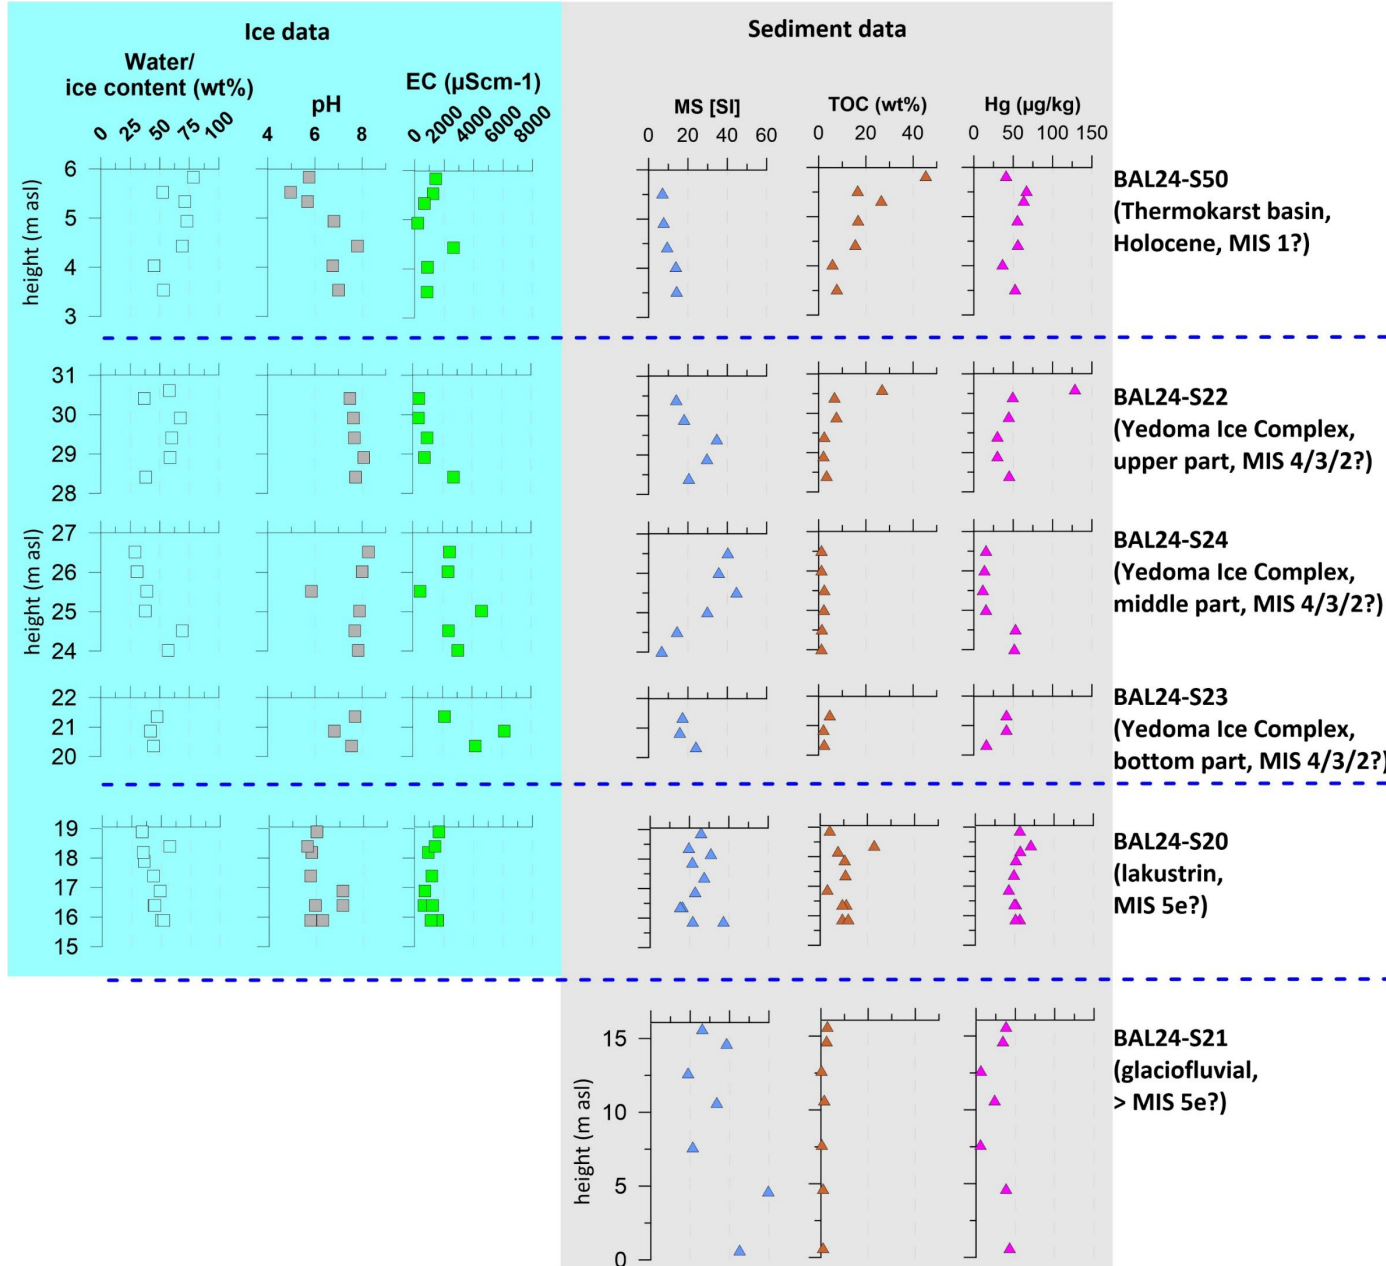 Ice data
Sediment data
Water/
ice content (wt%)
pH
EC (µScm-1)
MS [SI]
TOC (wt%)
Hg (µg/kg)
0 25 50 75 100
4 6 8
0 2000 4000 6000 8000
0 20 40 60
0 20 40
0 50 100 150
height (m asl)
6
5
4
3
BAL24-S50
(Thermokarst basin,
Holocene, MIS 1?)
31
30
29
28
BAL24-S22
(Yedoma Ice Complex,
upper part, MIS 4/3/2?)
height (m asl)
27
26
25
24
BAL24-S24
(Yedoma Ice Complex,
middle part, MIS 4/3/2?)
22
21
20
BAL24-S23
(Yedoma Ice Complex,
bottom part, MIS 4/3/2?)
19
18
17
16
15
BAL24-S20
(lakustrin,
MIS 5e?)
height (m asl)
15
10
5
0
BAL24-S21
(glaciofluvial,
> MIS 5e?)